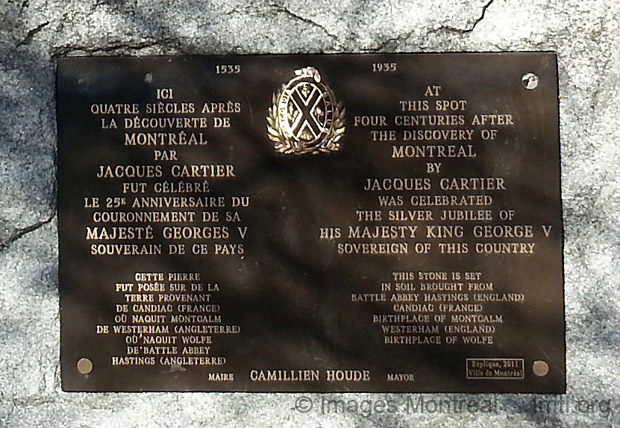 1535 1935
ICI
QUATRE SIÈCLES APRÈS
LA DÉCOUVERTE DE
MONTRÉAL
PAR
JACQUES CARTIER
FUT CÉLÉBRÉ
LE 25E ANNIVERSAIRE DU
COURONNEMENT DE SA
MAJESTÉ GEORGES V
SOUVERAIN DE CE PAYS
CETTE PIERRE
FUT POSÉE SUR DE LA
TERRE PROVENANT
DE CANDIAC (FRANCE)
OÙ NAQUIT MONTCALM
DE WESTERHAM (ANGLETERRE)
OÙ NAQUIT WOLFE
DE BATTLE ABBEY
HASTINGS (ANGLETERRE)
AT
THIS SPOT
FOUR CENTURIES AFTER
THE DISCOVERY OF
MONTREAL
BY
JACQUES CARTIER
WAS CELEBRATED
THE SILVER JUBILEE OF
HIS MAJESTY KING GEORGE V
SOVEREIGN OF THIS COUNTRY
THIS STONE IS SET
IN SOIL BROUGHT FROM
BATTLE ABBEY HASTINGS (ENGLAND)
CANDIAC (FRANCE)
BIRTHPLACE OF MONTCALM
WESTERHAM (ENGLAND)
BIRTHPLACE OF WOLFE
MAIRE CAMILLIEN HOUDE MAYOR
Réplique, 2011
Ville de Montréal
© Images Montréal - imtl.org